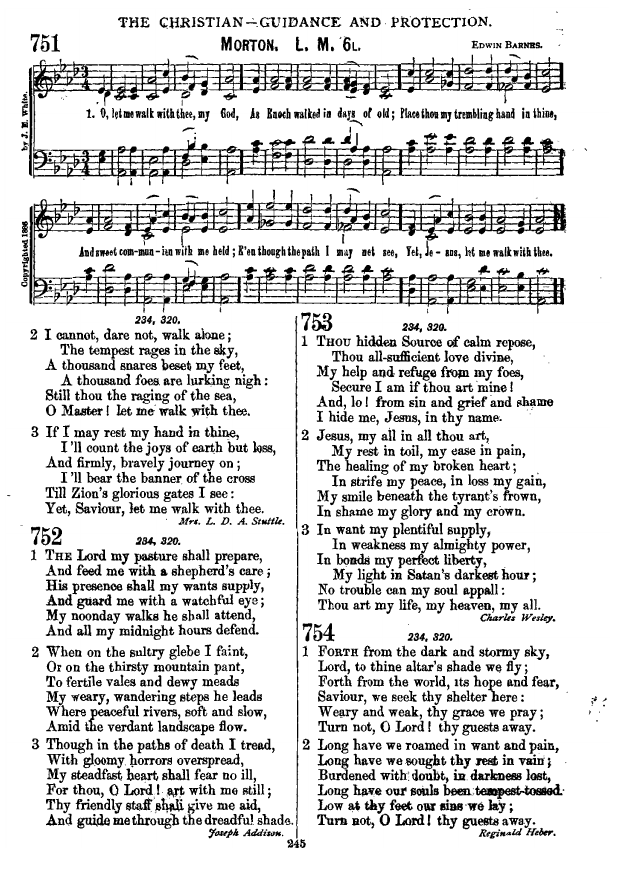 THE CHRISTIAN—GUIDANCE AND PROTECTION.
751 MORTON. L. M. 6L. EDWIN BARNES.
by J. E. White.
1. O, let me walk with thee, my God, As Enoch walked in days of old; Place thou my trembling hand in thine,
Copyrighted 1886
And sweet com-mun-ion with me hold; E'en though the path I may not see, Yet, Je-sus, let me walk with thee.
234, 320.
2 I cannot, dare not, walk alone;
The tempest rages in the sky,
A thousand snares beset my feet,
A thousand foes are lurking nigh:
Still thou the raging of the sea,
O Master! let me walk with thee.
3 If I may rest my hand in thine,
I'll count the joys of earth but loss,
And firmly, bravely journey on;
I'll bear the banner of the cross
Till Zion's glorious gates I see:
Yet, Saviour, let me walk with thee.
Mrs. L. D. A. Stuttle.
752 234, 320.
1 THE Lord my pasture shall prepare,
And feed me with a shepherd's care;
His presence shall my wants supply,
And guard me with a watchful eye;
My noonday walks he shall attend,
And all my midnight hours defend.
2 When on the sultry glebe I faint,
Or on the thirsty mountain pant,
To fertile vales and dewy meads
My weary, wandering steps he leads
Where peaceful rivers, soft and slow,
Amid the verdant landscape flow.
3 Though in the paths of death I tread,
With gloomy horrors overspread,
My steadfast heart shall fear no ill,
For thou, O Lord! art with me still;
Thy friendly staff shall give me aid,
And guide me through the dreadful shade.
Joseph Addison.
753 234, 320.
1 THOU hidden Source of calm repose,
Thou all-sufficient love divine,
My help and refuge from my foes,
Secure I am if thou art mine!
And, lo! from sin and grief and shame
I hide me, Jesus, in thy name.
2 Jesus, my all in all thou art,
My rest in toil, my ease in pain,
The healing of my broken heart;
In strife my peace, in loss my gain,
My smile beneath the tyrant's frown,
In shame my glory and my crown.
3 In want my plentiful supply,
In weakness my almighty power,
In bonds my perfect liberty,
My light in Satan's darkest hour;
No trouble can my soul appall:
Thou art my life, my heaven, my all.
Charles Wesley.
754 234, 320.
1 FORTH from the dark and stormy sky,
Lord, to thine altar's shade we fly;
Forth from the world, its hope and fear,
Saviour, we seek thy shelter here:
Weary and weak, thy grace we pray;
Turn not, O Lord! thy guests away.
2 Long have we roamed in want and pain,
Long have we sought thy rest in vain;
Burdened with doubt, in darkness lost,
Long have our souls been tempest-tossed.
Low at thy feet our sins we lay;
Turn not, O Lord! thy guests away.
Reginald Heber.
245